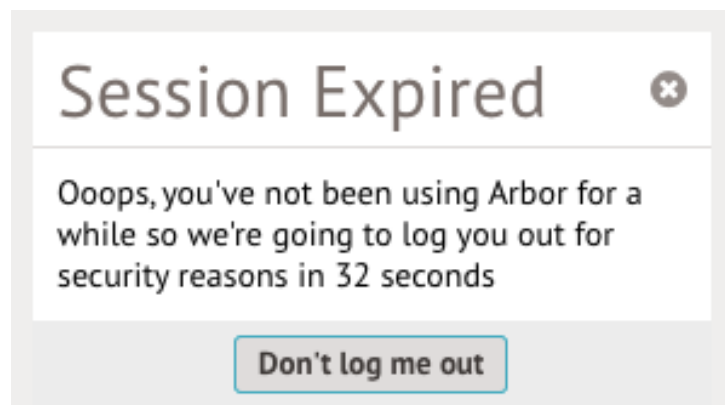 Session Expired
Ooops, you've not been using Arbor for a
while so we're going to log you out for
security reasons in 32 seconds
Don't log me out